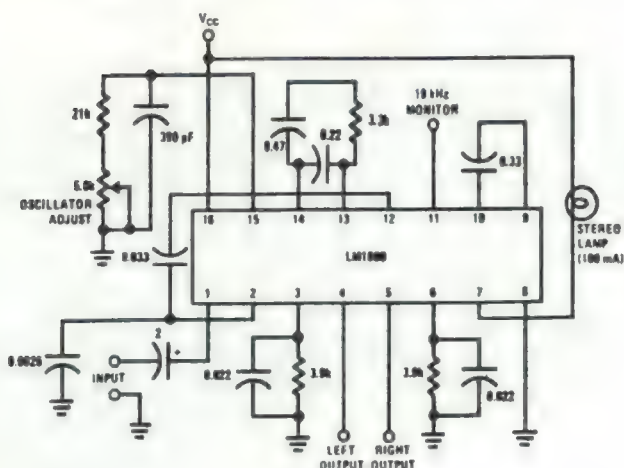 VCC
21k
390 pF
5.0k
OSCILLATOR
ADJUST
0.47
0.22
3.3k
19 kHz
MONITOR
0.33
STEREO
LAMP
(100 mA)
16 15 14 13 12 11 10 9
LM1800
1 2 3 4 5 6 7 8
0.033
2
+
INPUT
0.022
3.9k
3.9k
0.022
LEFT
OUTPUT
RIGHT
OUTPUT